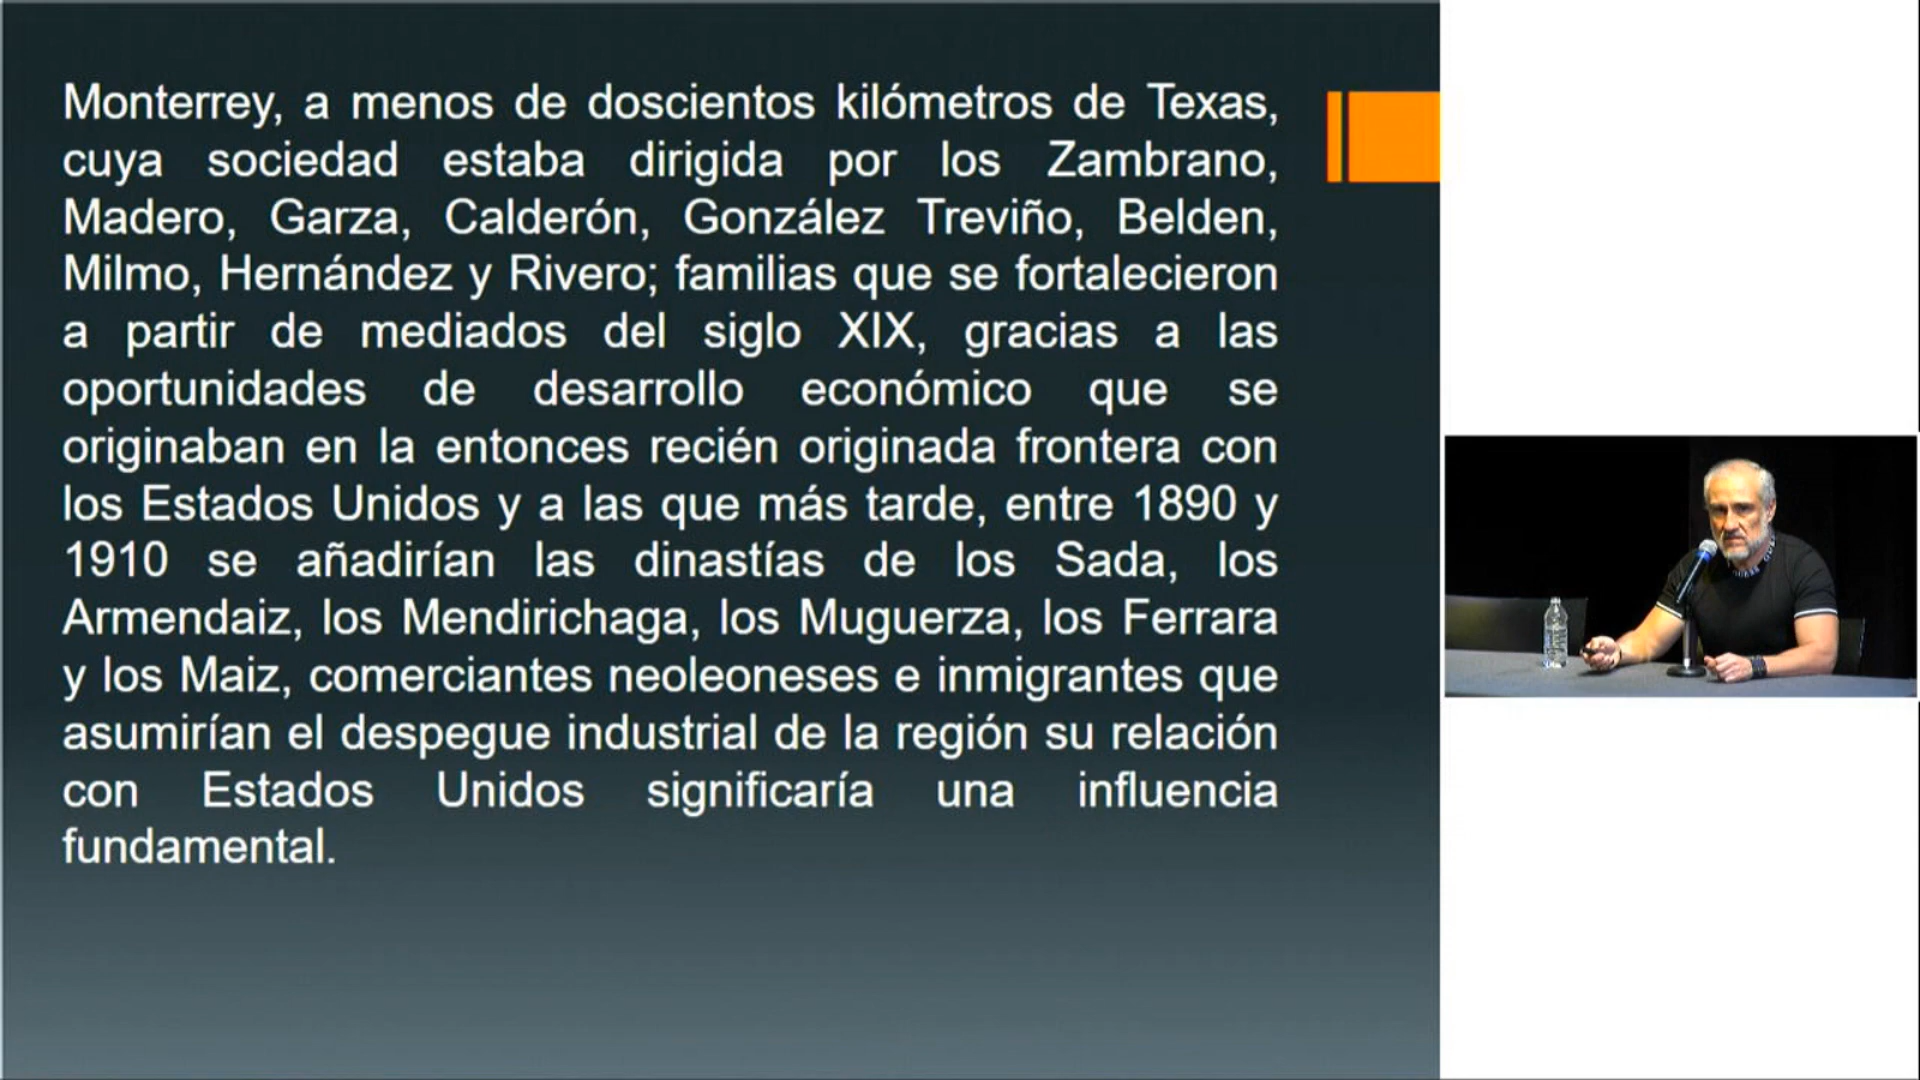 Monterrey, a menos de doscientos kilómetros de Texas,
cuya sociedad estaba dirigida por los Zambrano,
Madero, Garza, Calderón, González Treviño, Belden,
Milmo, Hernández y Rivero; familias que se fortalecieron
a partir de mediados del siglo XIX, gracias a las
oportunidades de desarrollo económico que se
originaban en la entonces recién originada frontera con
los Estados Unidos y a las que más tarde, entre 1890 y
1910 se añadirían las dinastías de los Sada, los
Armendaiz, los Mendirichaga, los Muguerza, los Ferrara
y los Maiz, comerciantes neoleoneses e inmigrantes que
asumirían el despegue industrial de la región su relación
con Estados Unidos significaría una influencia
fundamental.